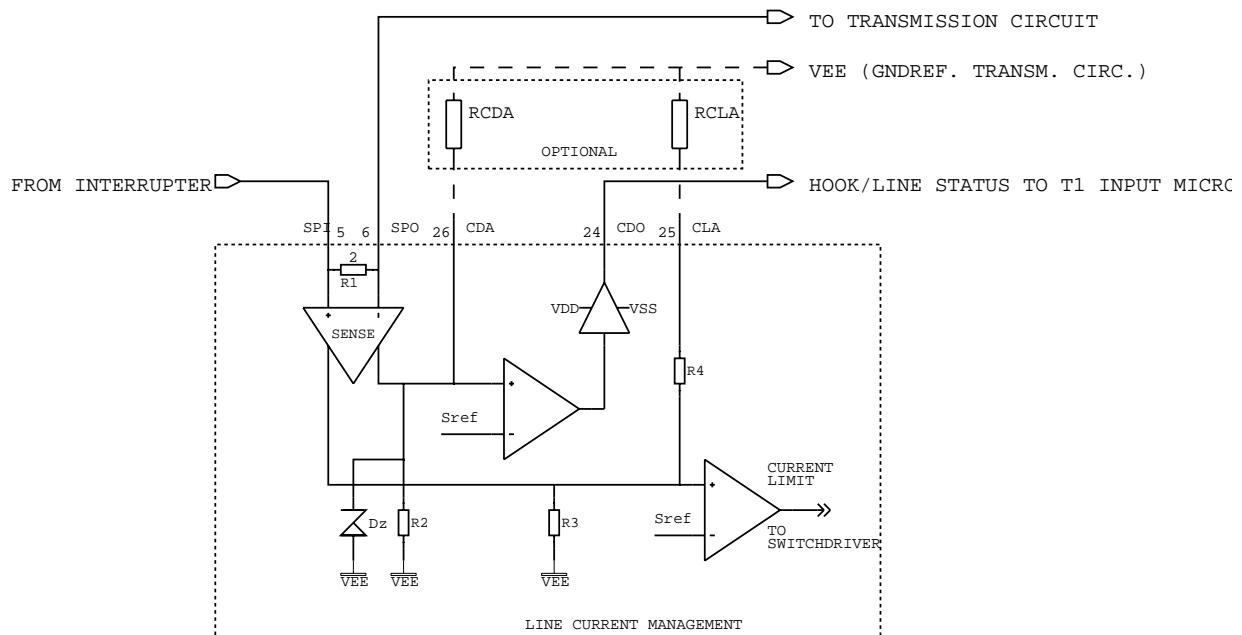 TO TRANSMISSION CIRCUIT
VEE (GNDREF. TRANSM. CIRC.)
RCDA
RCLA
OPTIONAL
FROM INTERRUPTER
HOOK/LINE STATUS TO T1 INPUT MICRO
SPI 5 6 SPO 26 CDA 24 CDO 25 CLA
2
R1
VDD VSS
SENSE
R4
+ -
+
Sref
-
CURRENT
LIMIT
+
Dz R2 R3 Sref
-
TO
SWITCHDRIVER
VEE VEE VEE
LINE CURRENT MANAGEMENT